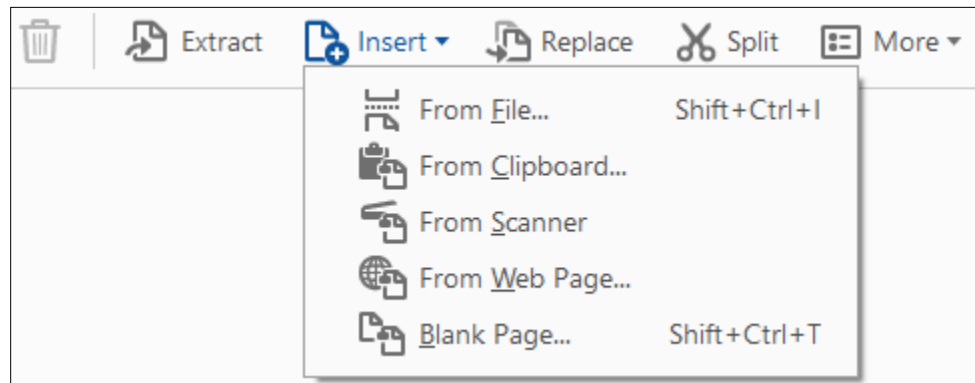 Extract Insert Replace Split More
From File... Shift+Ctrl+I
From Clipboard...
From Scanner
From Web Page...
Blank Page... Shift+Ctrl+T